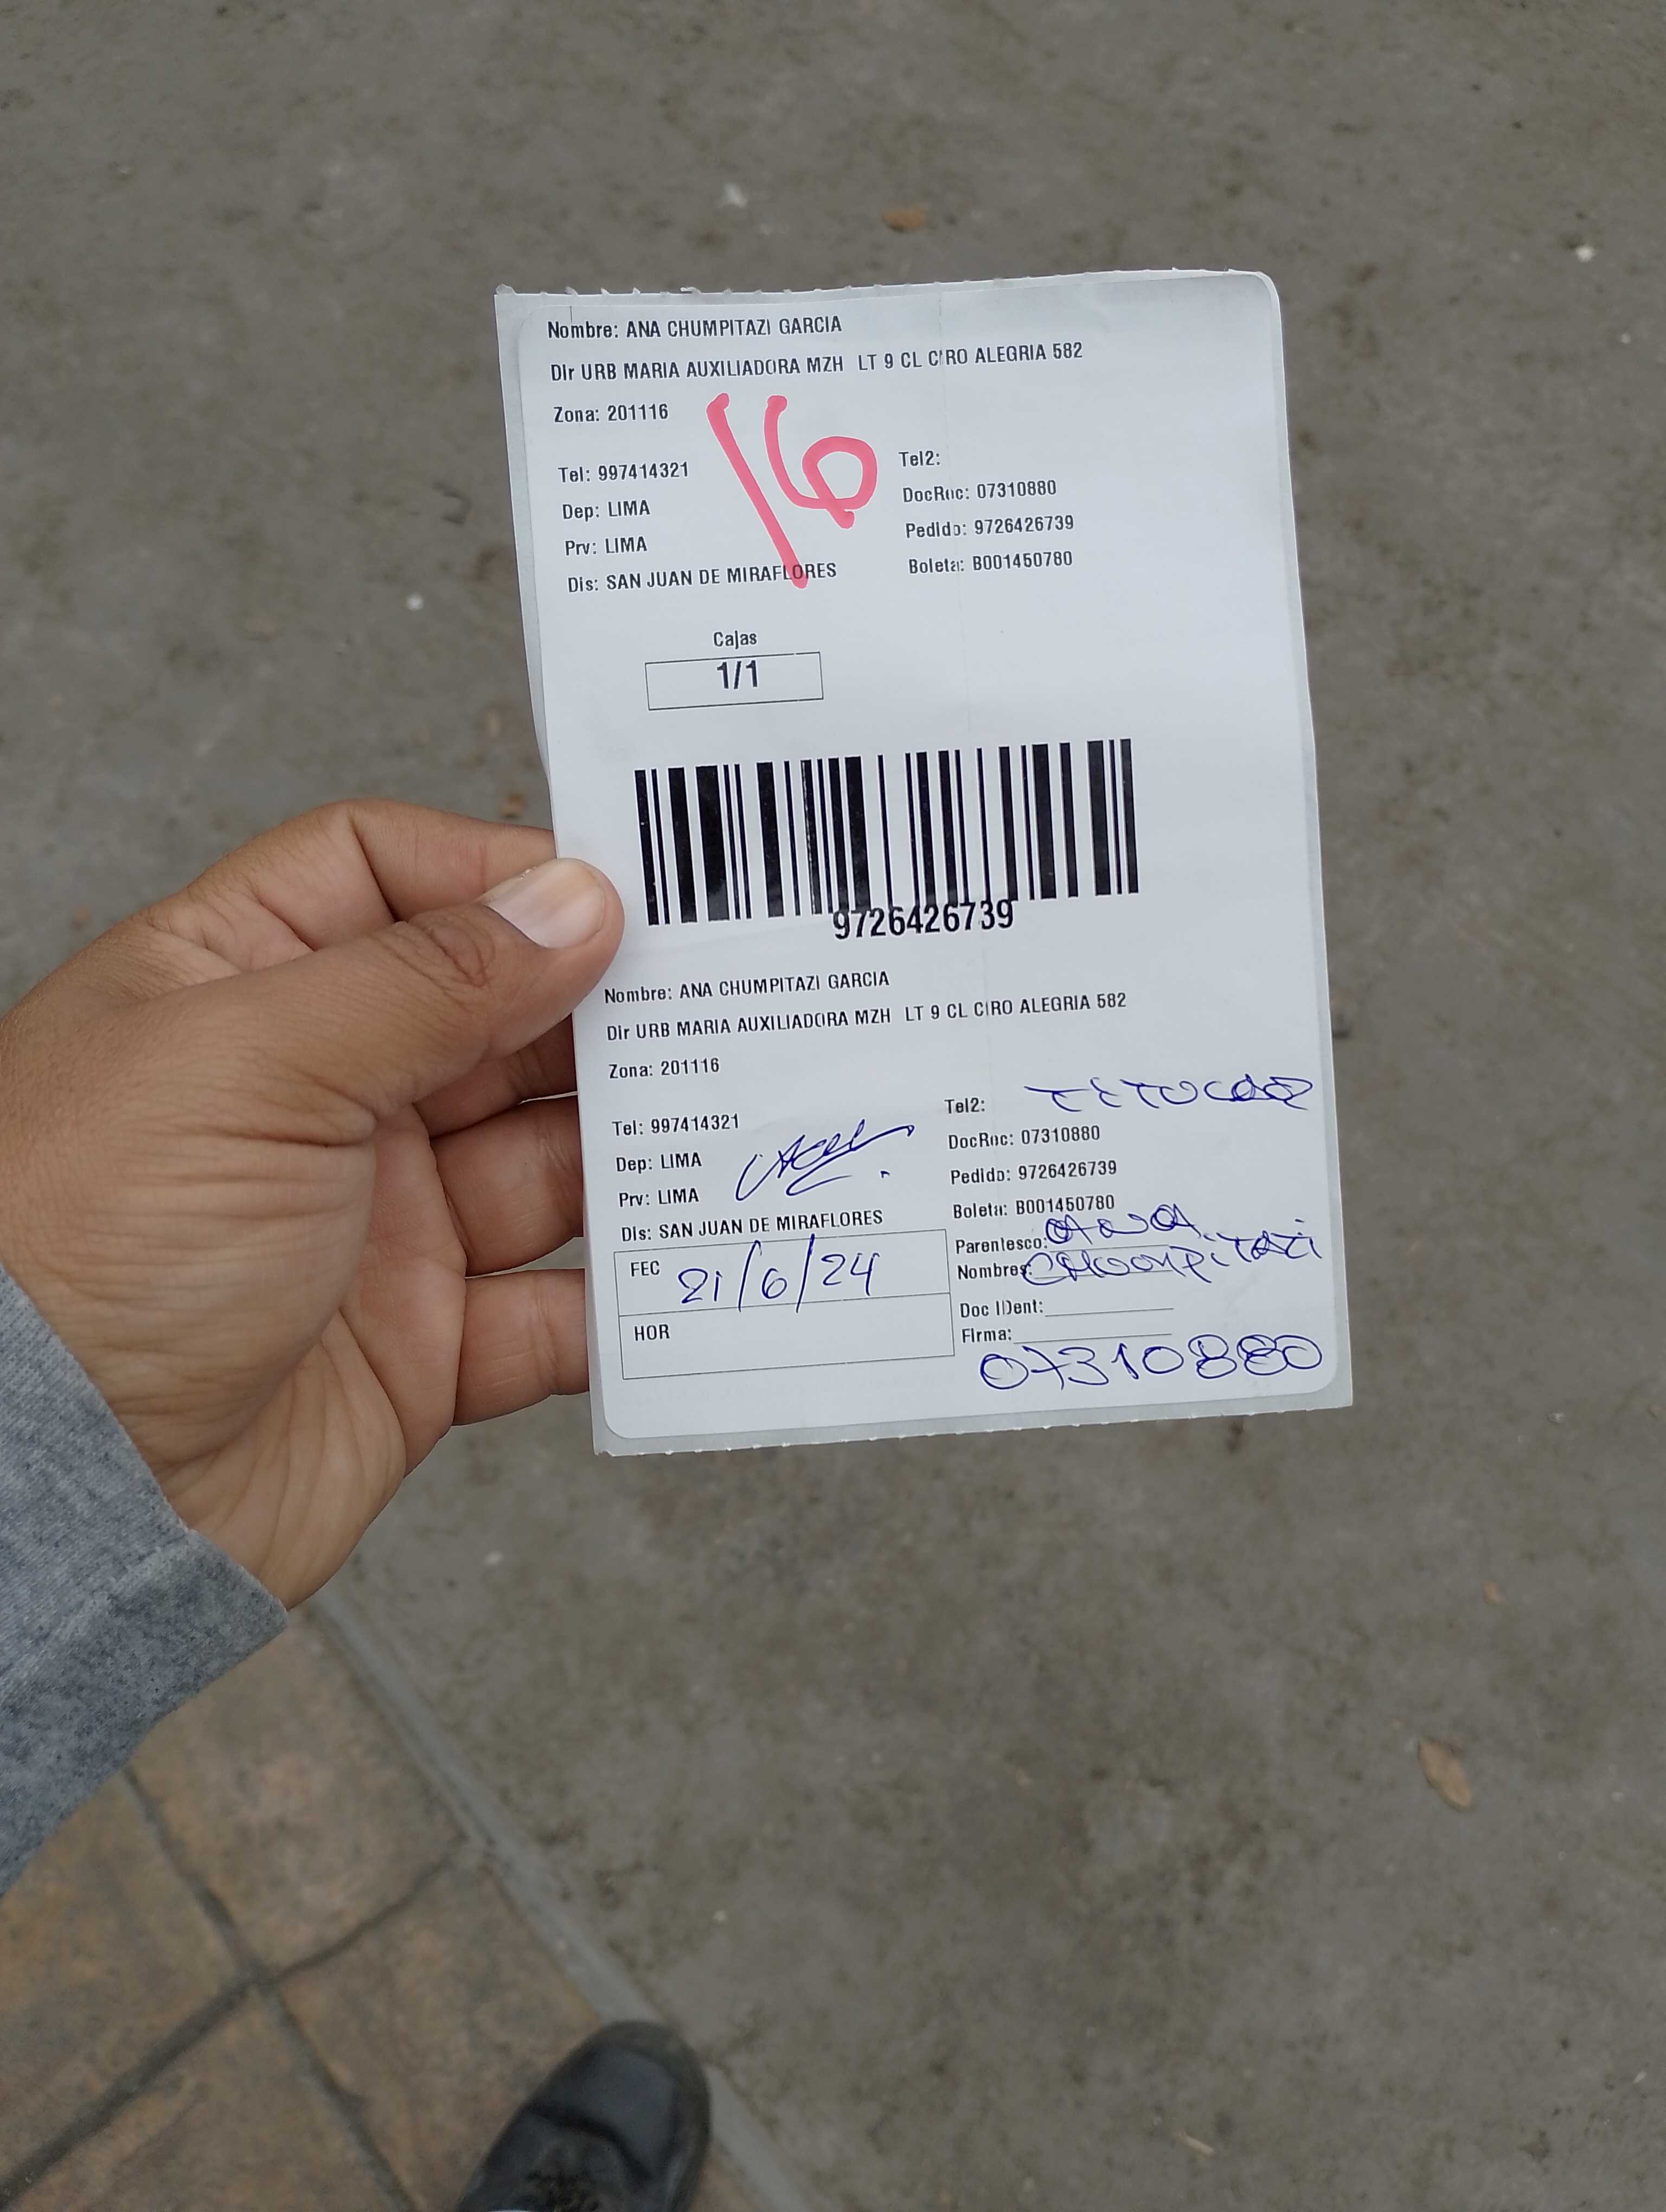 Nombre: ANA CHUMPITAZI GARCIA
Dir URB MARIA AUXILIADORA MZH LT 9 CL CIRO ALEGRIA 582
Zona: 201116
16
Tel: 997414321
Tel2:
Dep: LIMA
DocRuc: 07310880
Prv: LIMA
Pedido: 9726426739
Dis: SAN JUAN DE MIRAFLORES
Boleta: B001450780
Cajas
1/1
9726426739
Nombre: ANA CHUMPITAZI GARCIA
Dir URB MARIA AUXILIADORA MZH LT 9 CL CIRO ALEGRIA 582
Zona: 201116
Tel: 997414321
Tel2:
Dep: LIMA
DocRuc: 07310880
Prv: LIMA
Pedido: 9726426739
Dis: SAN JUAN DE MIRAFLORES
Boleta: B001450780
FEC 21/6/24
HOR
Parentesco: ANA
Nombres: CHUMPITAZI
Doc IDent:
Firma:
07310880